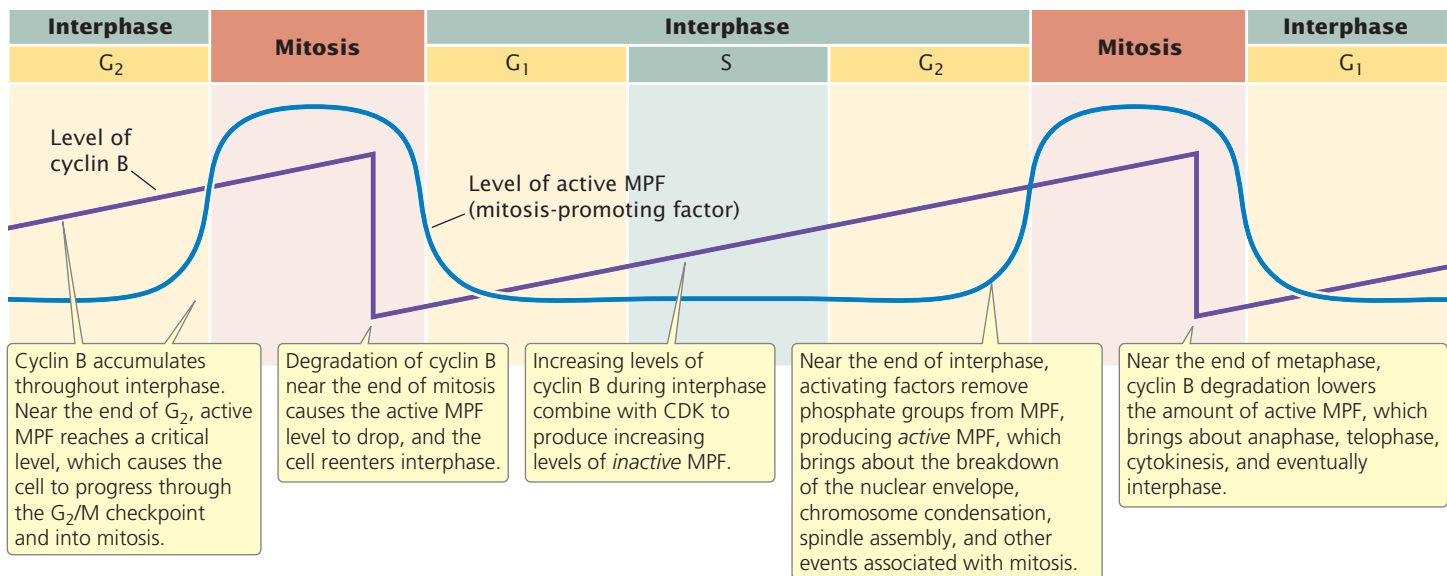 Interphase
Mitosis
Interphase
Mitosis
Interphase
G₂
G₁
S
G₂
G₁
Level of
cyclin B
Level of active MPF
(mitosis-promoting factor)
Cyclin B accumulates
throughout interphase.
Near the end of G₂, active
MPF reaches a critical
level, which causes the
cell to progress through
the G₂/M checkpoint
and into mitosis.
Degradation of cyclin B
near the end of mitosis
causes the active MPF
level to drop, and the
cell reenters interphase.
Increasing levels of
cyclin B during interphase
combine with CDK to
produce increasing
levels of inactive MPF.
Near the end of interphase,
activating factors remove
phosphate groups from MPF,
producing active MPF, which
brings about the breakdown
of the nuclear envelope,
chromosome condensation,
spindle assembly, and other
events associated with mitosis.
Near the end of metaphase,
cyclin B degradation lowers
the amount of active MPF, which
brings about anaphase, telophase,
cytokinesis, and eventually
interphase.